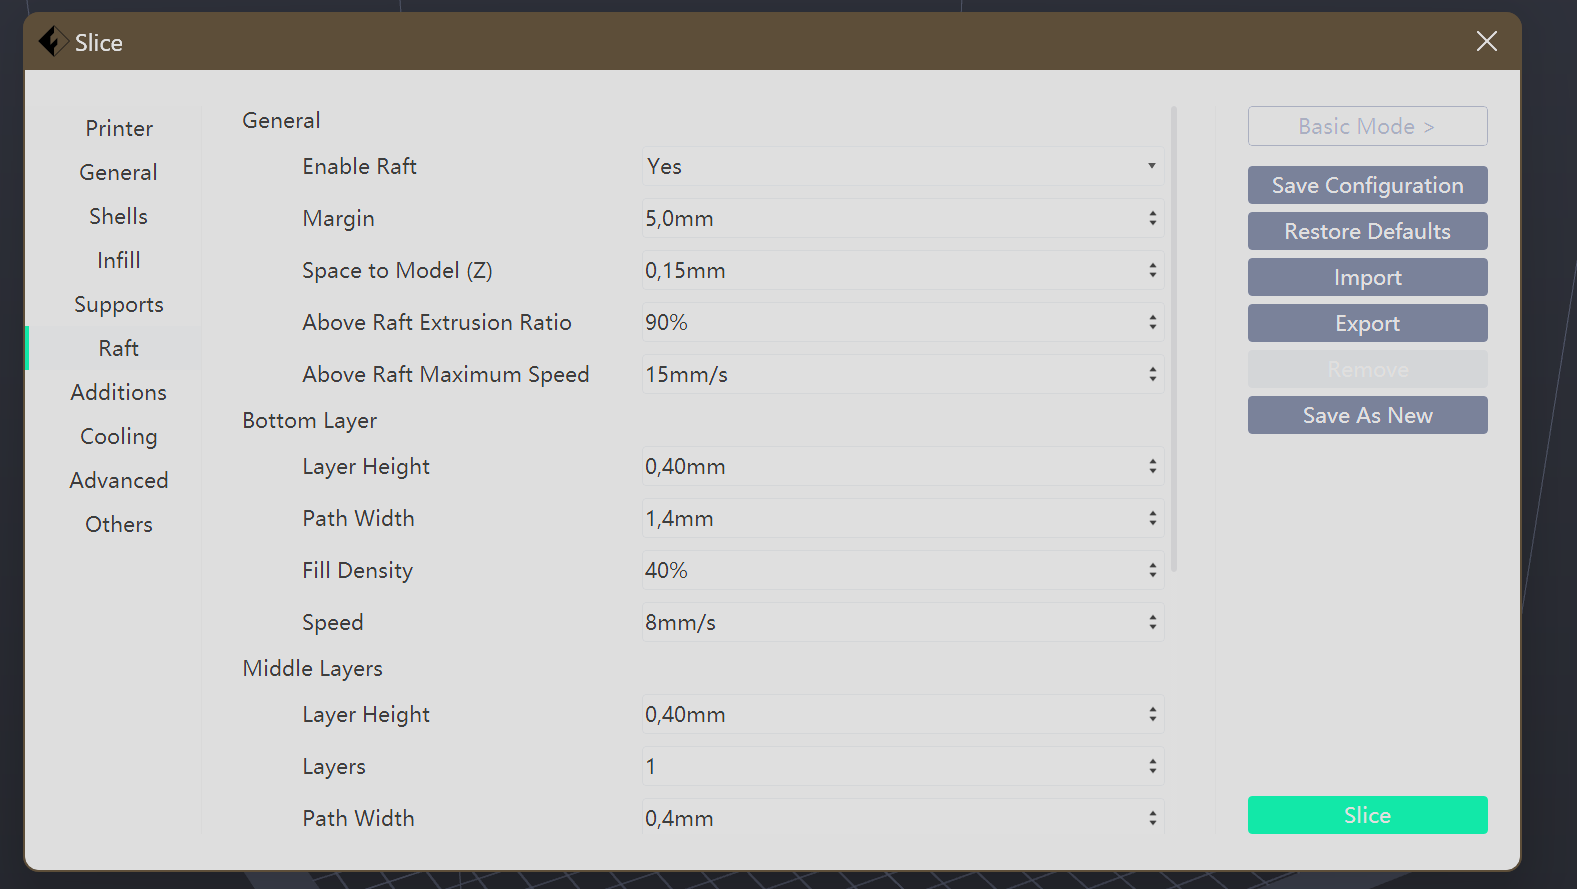 Slice
Printer
General
Shells
Infill
Supports
Raft
Additions
Cooling
Advanced
Others
General
Enable Raft Yes
Margin 5,0mm
Space to Model (Z) 0,15mm
Above Raft Extrusion Ratio 90%
Above Raft Maximum Speed 15mm/s
Bottom Layer
Layer Height 0,40mm
Path Width 1,4mm
Fill Density 40%
Speed 8mm/s
Middle Layers
Layer Height 0,40mm
Layers 1
Path Width 0,4mm
Basic Mode >
Save Configuration
Restore Defaults
Import
Export
Remove
Save As New
Slice